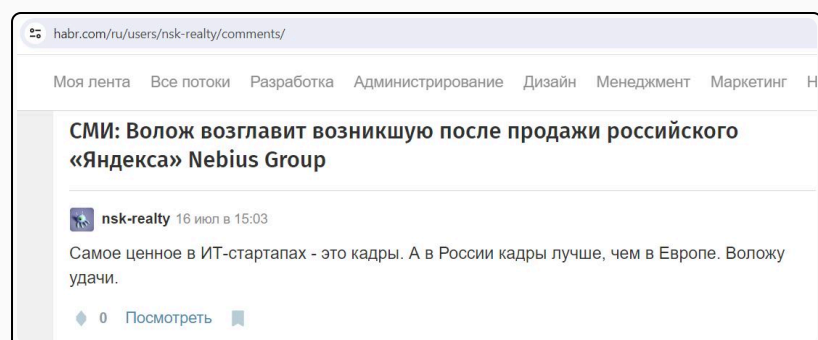 habr.com/ru/users/nsk-realty/comments/
Моя лента Все потоки Разработка Администрирование Дизайн Менеджмент Маркетинг Н
СМИ: Волож возглавит возникшую после продажи российского
«Яндекса» Nebius Group
nsk-realty 16 июл в 15:03
Самое ценное в ИТ-стартапах - это кадры. А в России кадры лучше, чем в Европе. Воложу
удачи.
0 Посмотреть